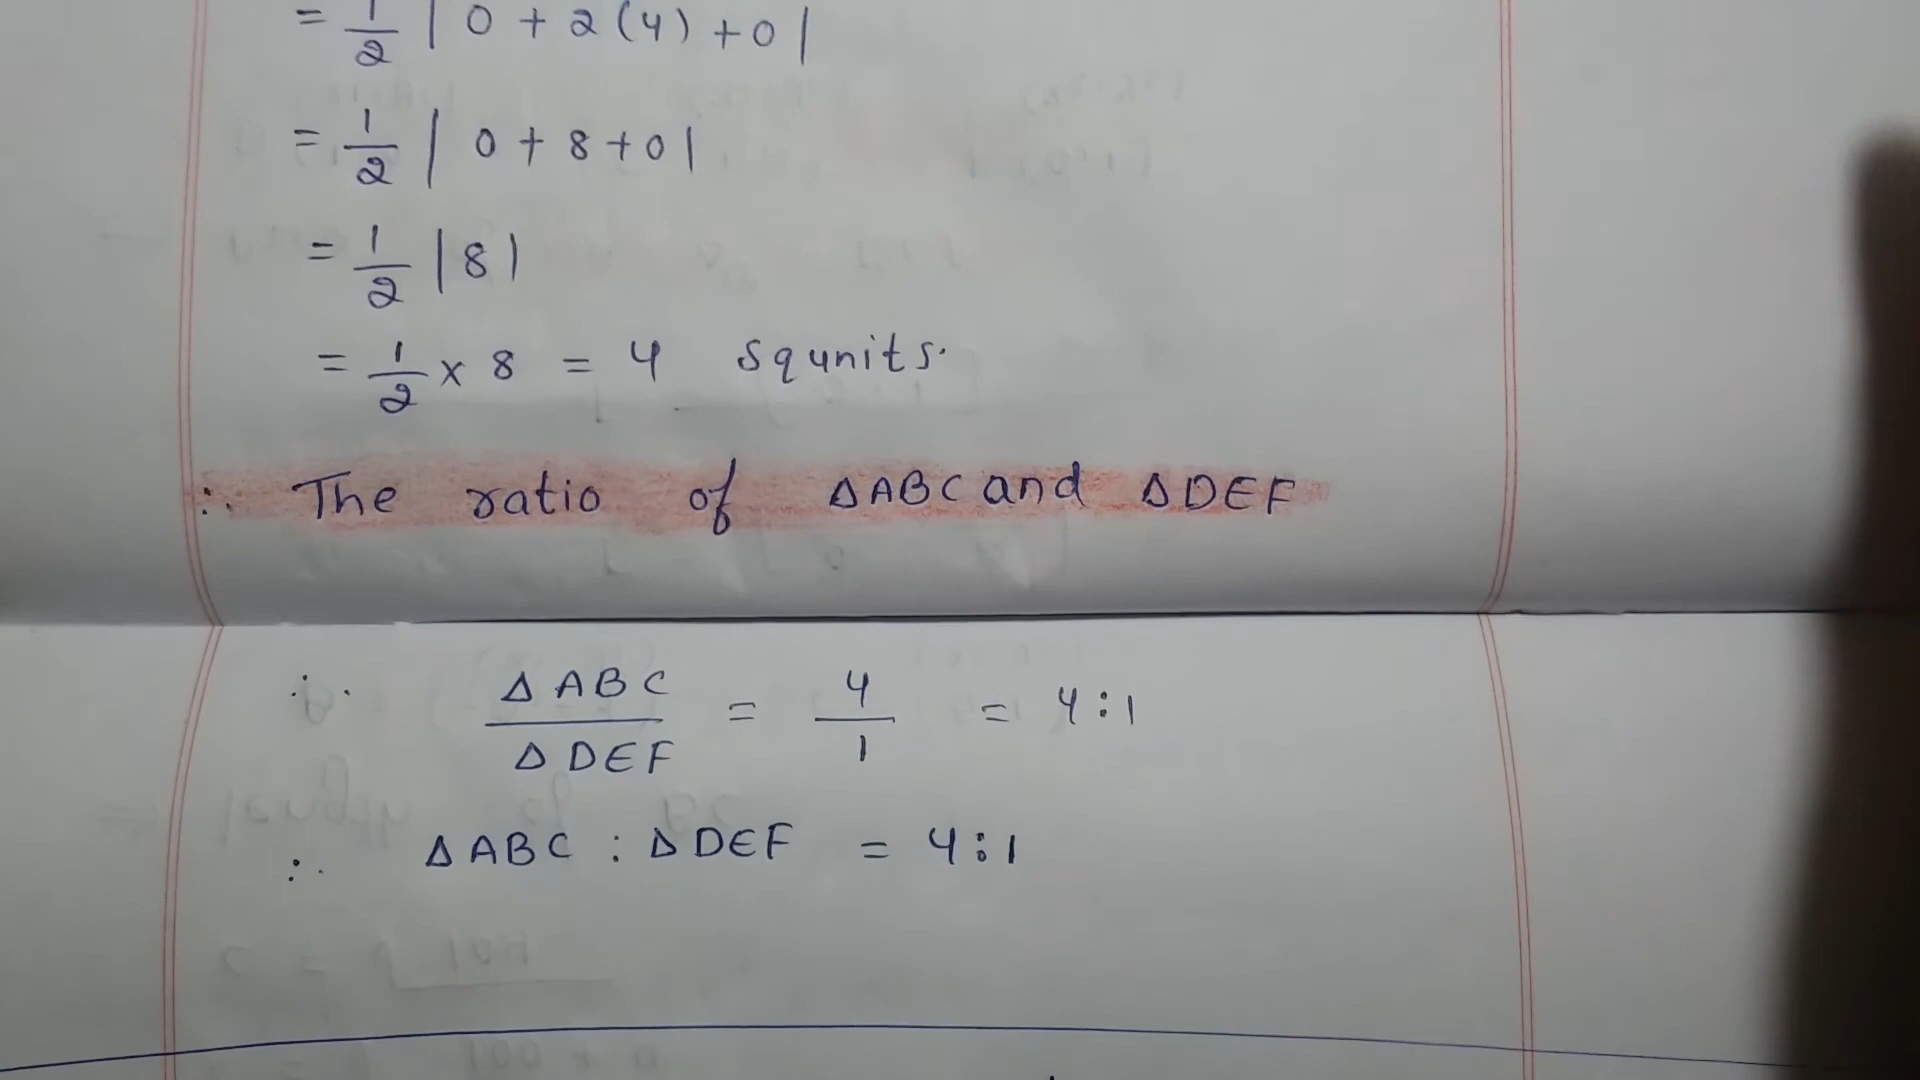 = 1/2 | 0 + 2 (4) + 0 |
= 1/2 | 0 + 8 + 0 |
= 1/2 | 8 |
= 1/2 × 8 = 4 squnits.
∴ The ratio of ΔABC and ΔDEF
∴ ΔABC/ΔDEF = 4/1 = 4:1
∴ ΔABC : ΔDEF = 4:1